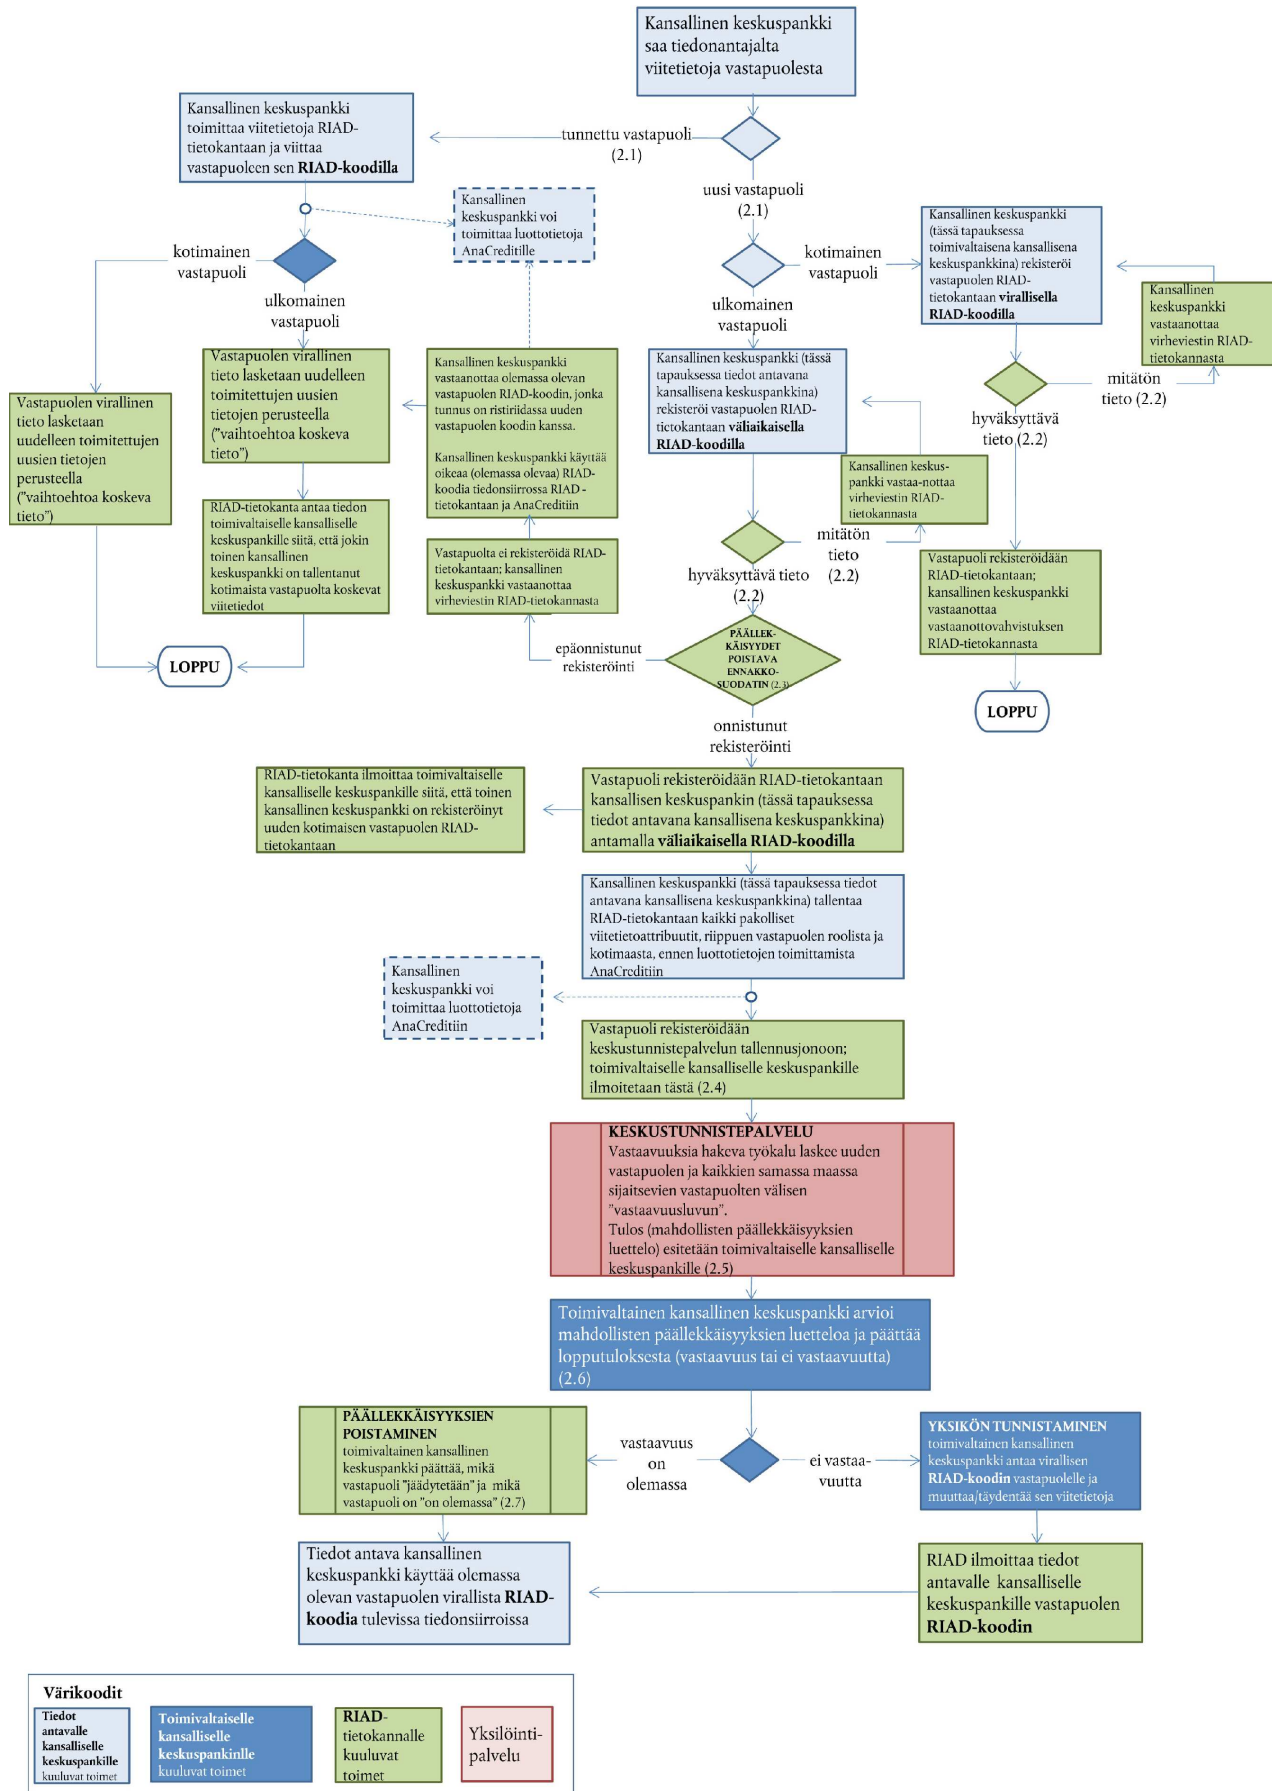 Kansallinen keskuspankki
saa tiedonantajalta
viitetietoja vastapuolesta
Kansallinen keskuspankki
toimittaa viitetietoja RIAD-
tietokantaan ja viittaa
vastapuoleen sen RIAD-koodilla
tunnettu vastapuoli
(2.1)
uusi vastapuoli
(2.1)
Kansallinen
keskuspankki voi
toimittaa luottotietoja
AnaCreditille
kotimainen
vastapuoli
ulkomainen
vastapuoli
kotimainen
vastapuoli
ulkomainen
vastapuoli
Kansallinen keskuspankki
(tässä tapauksessa
toimivaltaisena kansallisena
keskuspankkina) rekisteröi
vastapuolen RIAD-
tietokantaan virallisella
RIAD-koodilla
Kansallinen
keskuspankki
vastaanottaa
virheviestin RIAD-
tietokannasta
mitätön
tieto (2.2)
hyväksyttävä
tieto (2.2)
Vastapuolen virallinen
tieto lasketaan
uudelleen toimitettujen
uusien tietojen
perusteella
("vaihtoehtoa koskeva
tieto")
Vastapuolen virallinen
tieto lasketaan uudelleen
toimitettujen uusien
tietojen perusteella
("vaihtoehtoa koskeva
tieto")
Kansallinen keskuspankki
vastaanottaa olemassa olevan
vastapuolen RIAD-koodin, jonka
tunnus on ristiriidassa uuden
vastapuolen koodin kanssa.
Kansallinen keskuspankki käyttää
oikeaa (olemassa olevaa) RIAD-
koodia tiedonsiirrossa RIAD -
tietokantaan ja AnaCreditiin
Kansallinen keskuspankki (tässä
tapauksessa tiedot antavana
kansallisena keskuspankkina)
rekisteröi vastapuolen RIAD-
tietokantaan väliaikaisella
RIAD-koodilla
Kansallinen keskus-
pankki vastaa-nottaa
virheviestin RIAD-
tietokannasta
RIAD-tietokanta antaa tiedon
toimivaltaiselle kansalliselle
keskuspankille siitä, että jokin
toinen kansallinen
keskuspankki on tallentanut
kotimaista vastapuolta koskevat
viitetiedot
Vastapuolta ei rekisteröidä RIAD-
tietokantaan; kansallinen
keskuspankki vastaanottaa
virheviestin RIAD-tietokannasta
mitätön
tieto
(2.2)
hyväksyttävä tieto
(2.2)
Vastapuoli rekisteröidään
RIAD-tietokantaan;
kansallinen keskuspankki
vastaanottaa
vastaanottovahvistuksen
RIAD-tietokannasta
LOPPU
epäonnistunut
rekisteröinti
PÄÄLLEK-
KÄISYYDET
POISTAVA
ENNAKKO-
SUODATIN (2.3)
LOPPU
onnistunut
rekisteröinti
RIAD-tietokanta ilmoittaa toimivaltaiselle
kansalliselle keskuspankille siitä, että toinen
kansallinen keskuspankki on rekisteröinyt
uuden kotimaisen vastapuolen RIAD-
tietokantaan
Vastapuoli rekisteröidään RIAD-tietokantaan
kansallisen keskuspankin (tässä tapauksessa
tiedot antavana kansallisena keskuspankkina)
antamalla väliaikaisella RIAD-koodilla
Kansallinen keskuspankki (tässä tapauksessa tiedot
antavana kansallisena keskuspankkina) tallentaa
RIAD-tietokantaan kaikki pakolliset
viitetietoattribuutit, riippuen vastapuolen roolista ja
kotimaasta, ennen luottotietojen toimittamista
AnaCreditiin
Kansallinen
keskuspankki voi
toimittaa luottotietoja
AnaCreditiin
Vastapuoli rekisteröidään
keskustunnistepalvelun tallennusjonoon;
toimivaltaiselle kansalliselle keskuspankille
ilmoitetaan tästä (2.4)
KESKUSTUNNISTEPALVELU
Vastaavuuksia hakeva työkalu laskee uuden
vastapuolen ja kaikkien samassa maassa
sijaitsevien vastapuolten välisen
"vastaavuusluvun".
Tulos (mahdollisten päällekkäisyyksien
luettelo) esitetään toimivaltaiselle kansalliselle
keskuspankille (2.5)
Toimivaltainen kansallinen keskuspankki arvioi
mahdollisten päällekkäisyyksien luetteloa ja päättää
lopputuloksesta (vastaavuus tai ei vastaavuutta)
(2.6)
PÄÄLLEKKÄISYYKSIEN
POISTAMINEN
toimivaltainen kansallinen
keskuspankki päättää, mikä
vastapuoli "jäädytetään" ja mikä
vastapuoli on "on olemassa" (2.7)
vastaavuus
on
olemassa
ei vastaa-
vuutta
YKSIKÖN TUNNISTAMINEN
toimivaltainen kansallinen
keskuspankki antaa virallisen
RIAD-koodin vastapuolelle ja
muuttaa/täydentää sen viitetietoja
Tiedot antava kansallinen
keskuspankki käyttää olemassa
olevan vastapuolen virallista RIAD-
koodia tulevissa tiedonsiirroissa
RIAD ilmoittaa tiedot
antavalle kansalliselle
keskuspankille vastapuolen
RIAD-koodin
Värikoodit
Tiedot
antavalle
kansalliselle
keskuspankille
kuuluvat toimet
Toimivaltaiselle
kansalliselle
keskuspankinlle
kuuluvat toimet
RIAD-
tietokannalle
kuuluvat
toimet
Yksilöinti-
palvelu